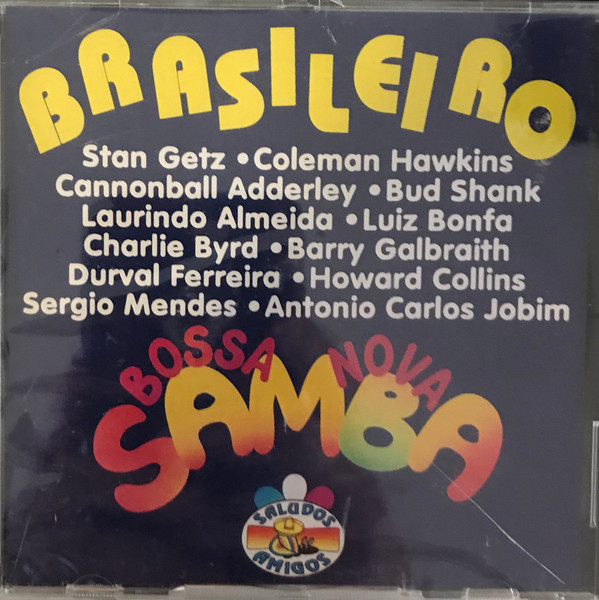 BRASILEIRO
Stan Getz • Coleman Hawkins
Cannonball Adderley • Bud Shank
Laurindo Almeida • Luiz Bonfa
Charlie Byrd • Barry Galbraith
Durval Ferreira • Howard Collins
Sergio Mendes • Antonio Carlos Jobim
BOSSA NOVA
SAMBA
SALUDOS
AMIGOS